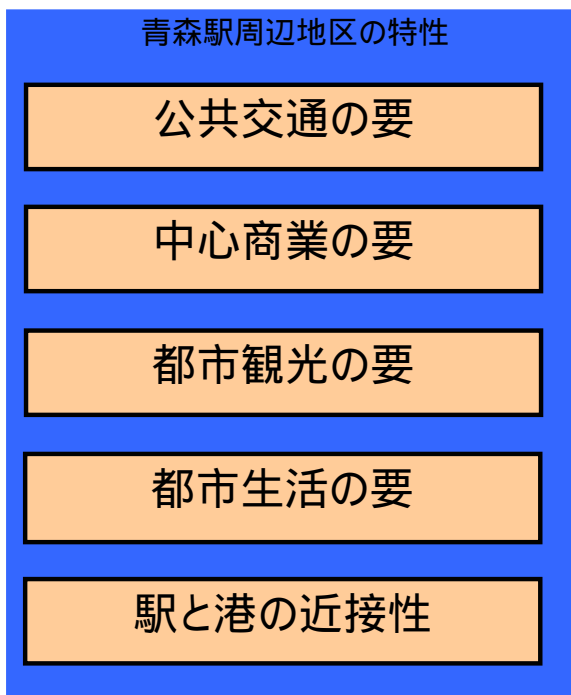 青森駅周辺地区の特性
公共交通の要
中心商業の要
都市観光の要
都市生活の要
駅と港の近接性